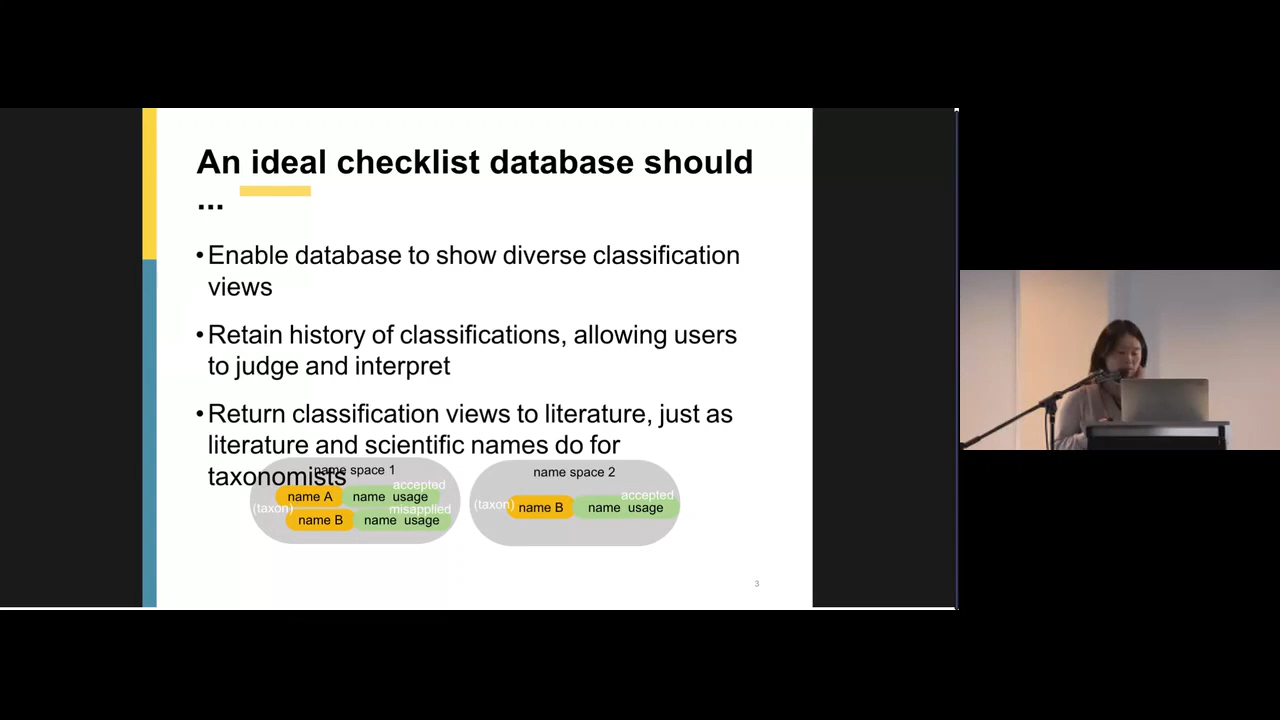 An ideal checklist database should
...
•Enable database to show diverse classification
views
•Retain history of classifications, allowing users
to judge and interpret
•Return classification views to literature, just as
literature and scientific names do for
taxonomists
name space 1
accepted
name A name usage
(taxon) misapplied
name B name usage
name space 2
accepted
(taxon) name B name usage
3